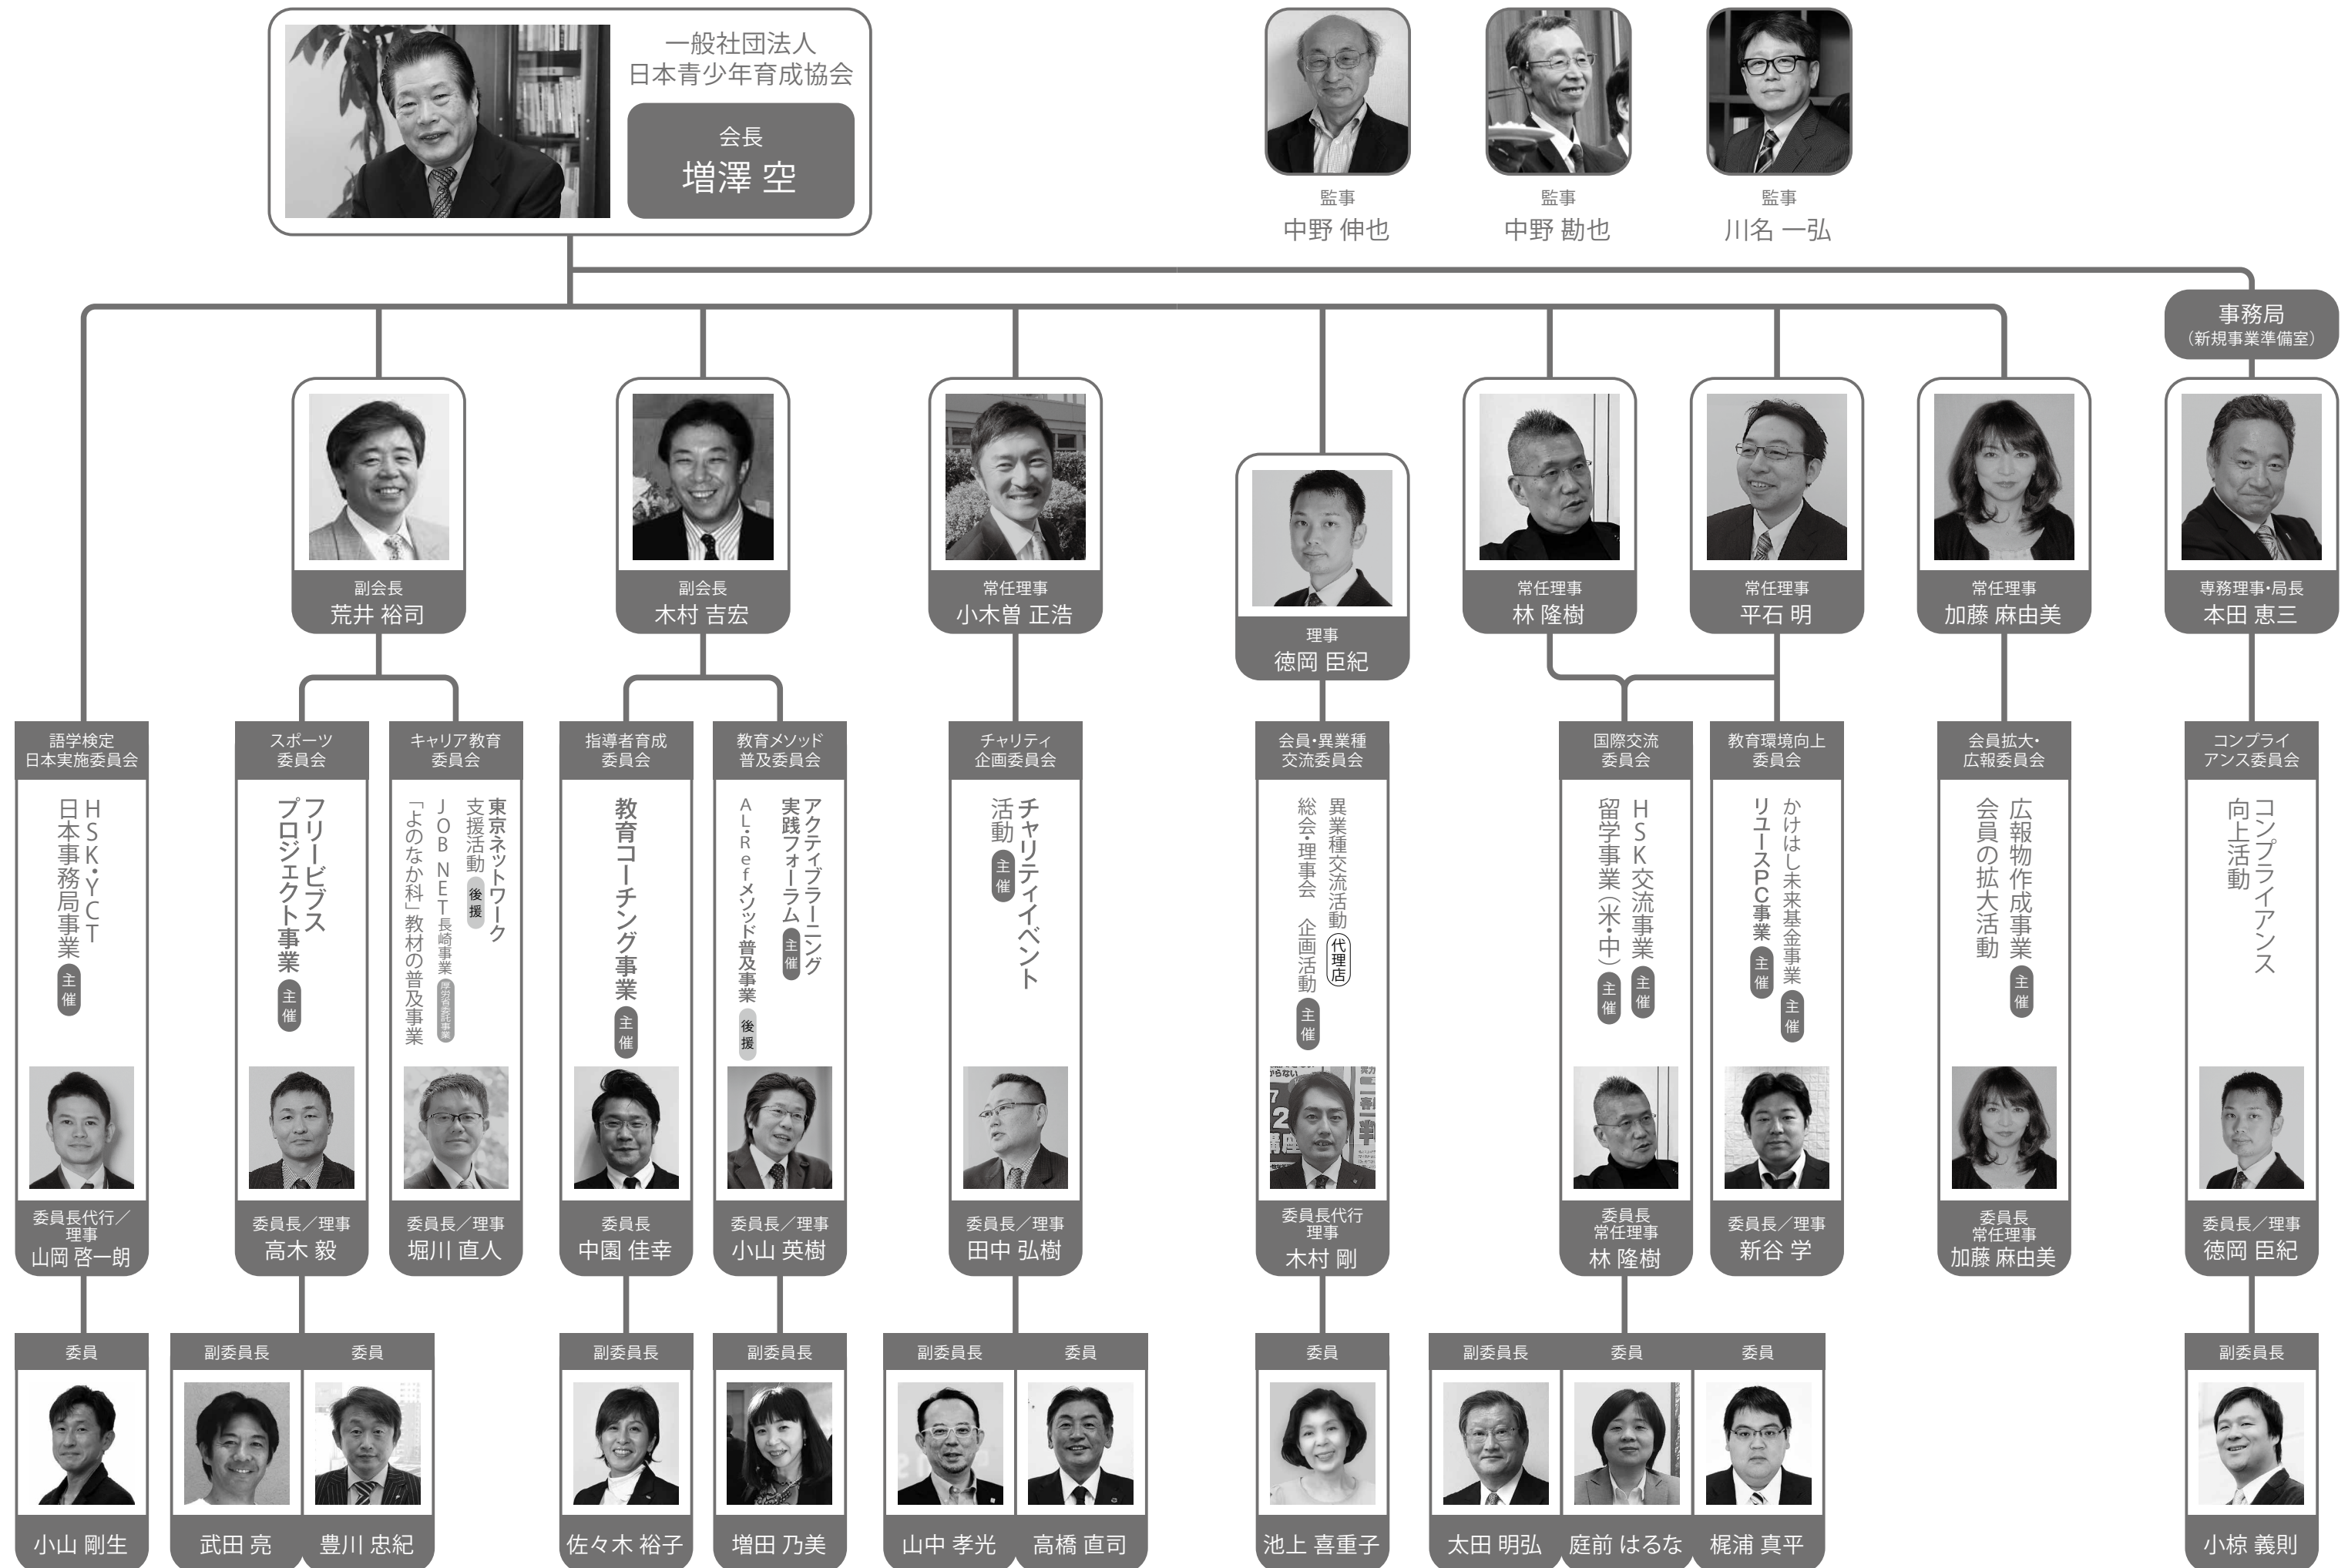 一般社団法人
日本青少年育成協会
会長
増澤 空
監事
中野 伸也
監事
中野 勘也
川名 一弘
監事
事務局
（新規事業準備室）
副会長
荒井 裕司
副会長
木村 吉宏
常任理事
小木曽 正浩
理事
徳岡 臣紀
常任理事
林 隆樹
常任理事
平石 明
常任理事
加藤 麻由美
専務理事・局長
本田 恵三
語学検定
日本実施委員会
HSK・YCT
日本事務局事業 主催
委員長代行／
理事
山岡 啓一朗
委員
小山 剛生
スポーツ
委員会
フリービブス
プロジェクト事業 主催
委員長／理事
高木 毅
副委員長
武田 亮
委員
豊川 忠紀
キャリア教育
委員会
東京ネットワーク
支援活動 後援
JOB NET長崎事業 厚労省委託事業
「よのなか科」教材の普及事業
委員長／理事
堀川 直人
指導者育成
委員会
教育コーチング事業 主催
委員長
中園 佳幸
副委員長
佐々木 裕子
教育メソッド
普及委員会
アクティブラーニング
実践フォーラム 主催
AL・Refメソッド普及事業 後援
委員長／理事
小山 英樹
副委員長
増田 乃美
チャリティ
企画委員会
チャリティイベント
活動 主催
委員長／理事
田中 弘樹
副委員長
山中 孝光
委員
高橋 直司
会員・異業種
交流委員会
異業種交流活動 代理店
総会・理事会 企画活動 主催
委員長代行
理事
木村 剛
委員
池上 喜重子
国際交流
委員会
HSK交流事業 主催
留学事業（米・中） 主催
委員長
常任理事
林 隆樹
副委員長
太田 明弘
委員
庭前 はるな
委員
梶浦 真平
教育環境向上
委員会
かけはし未来基金事業 主催
リユースPC事業 主催
委員長／理事
新谷 学
会員拡大・
広報委員会
広報物作成事業 主催
会員の拡大活動
委員長
常任理事
加藤 麻由美
コンプライ
アンス委員会
コンプライアンス
向上活動
委員長／理事
徳岡 臣紀
副委員長
小椋 義則